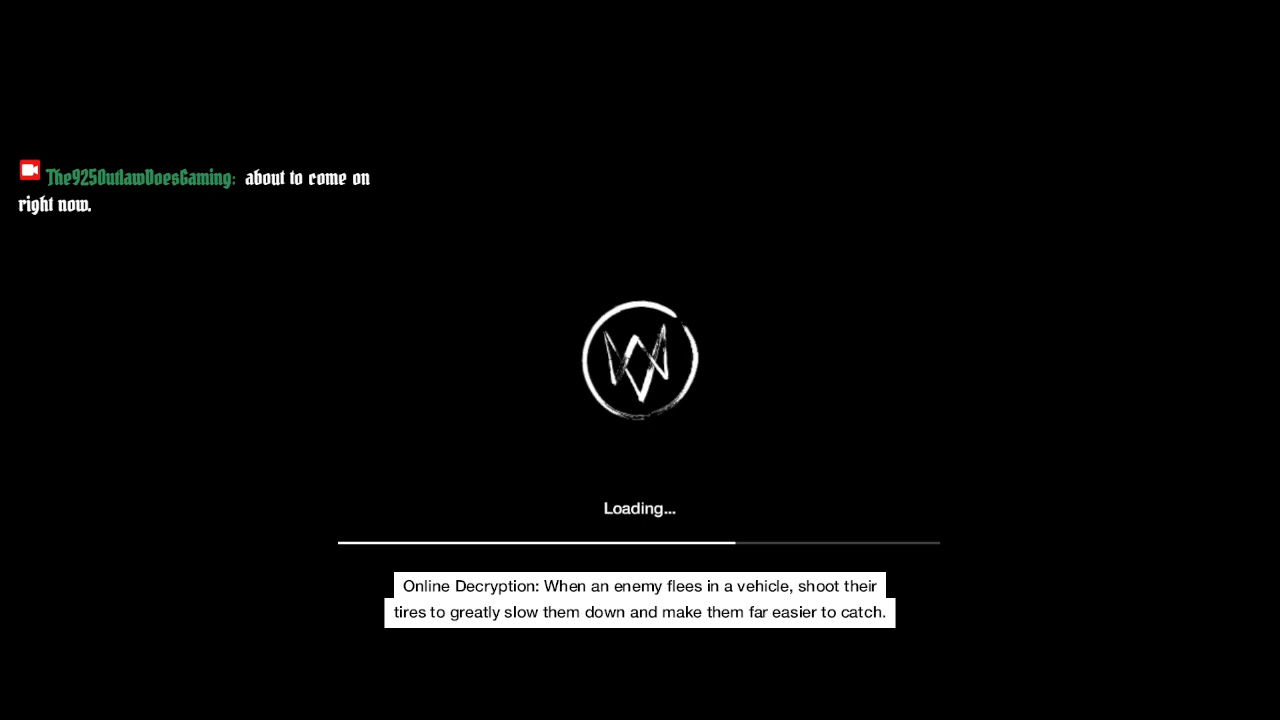 The925OutlawDoesGaming: about to come on
right now.
Loading...
Online Decryption: When an enemy flees in a vehicle, shoot their
tires to greatly slow them down and make them far easier to catch.